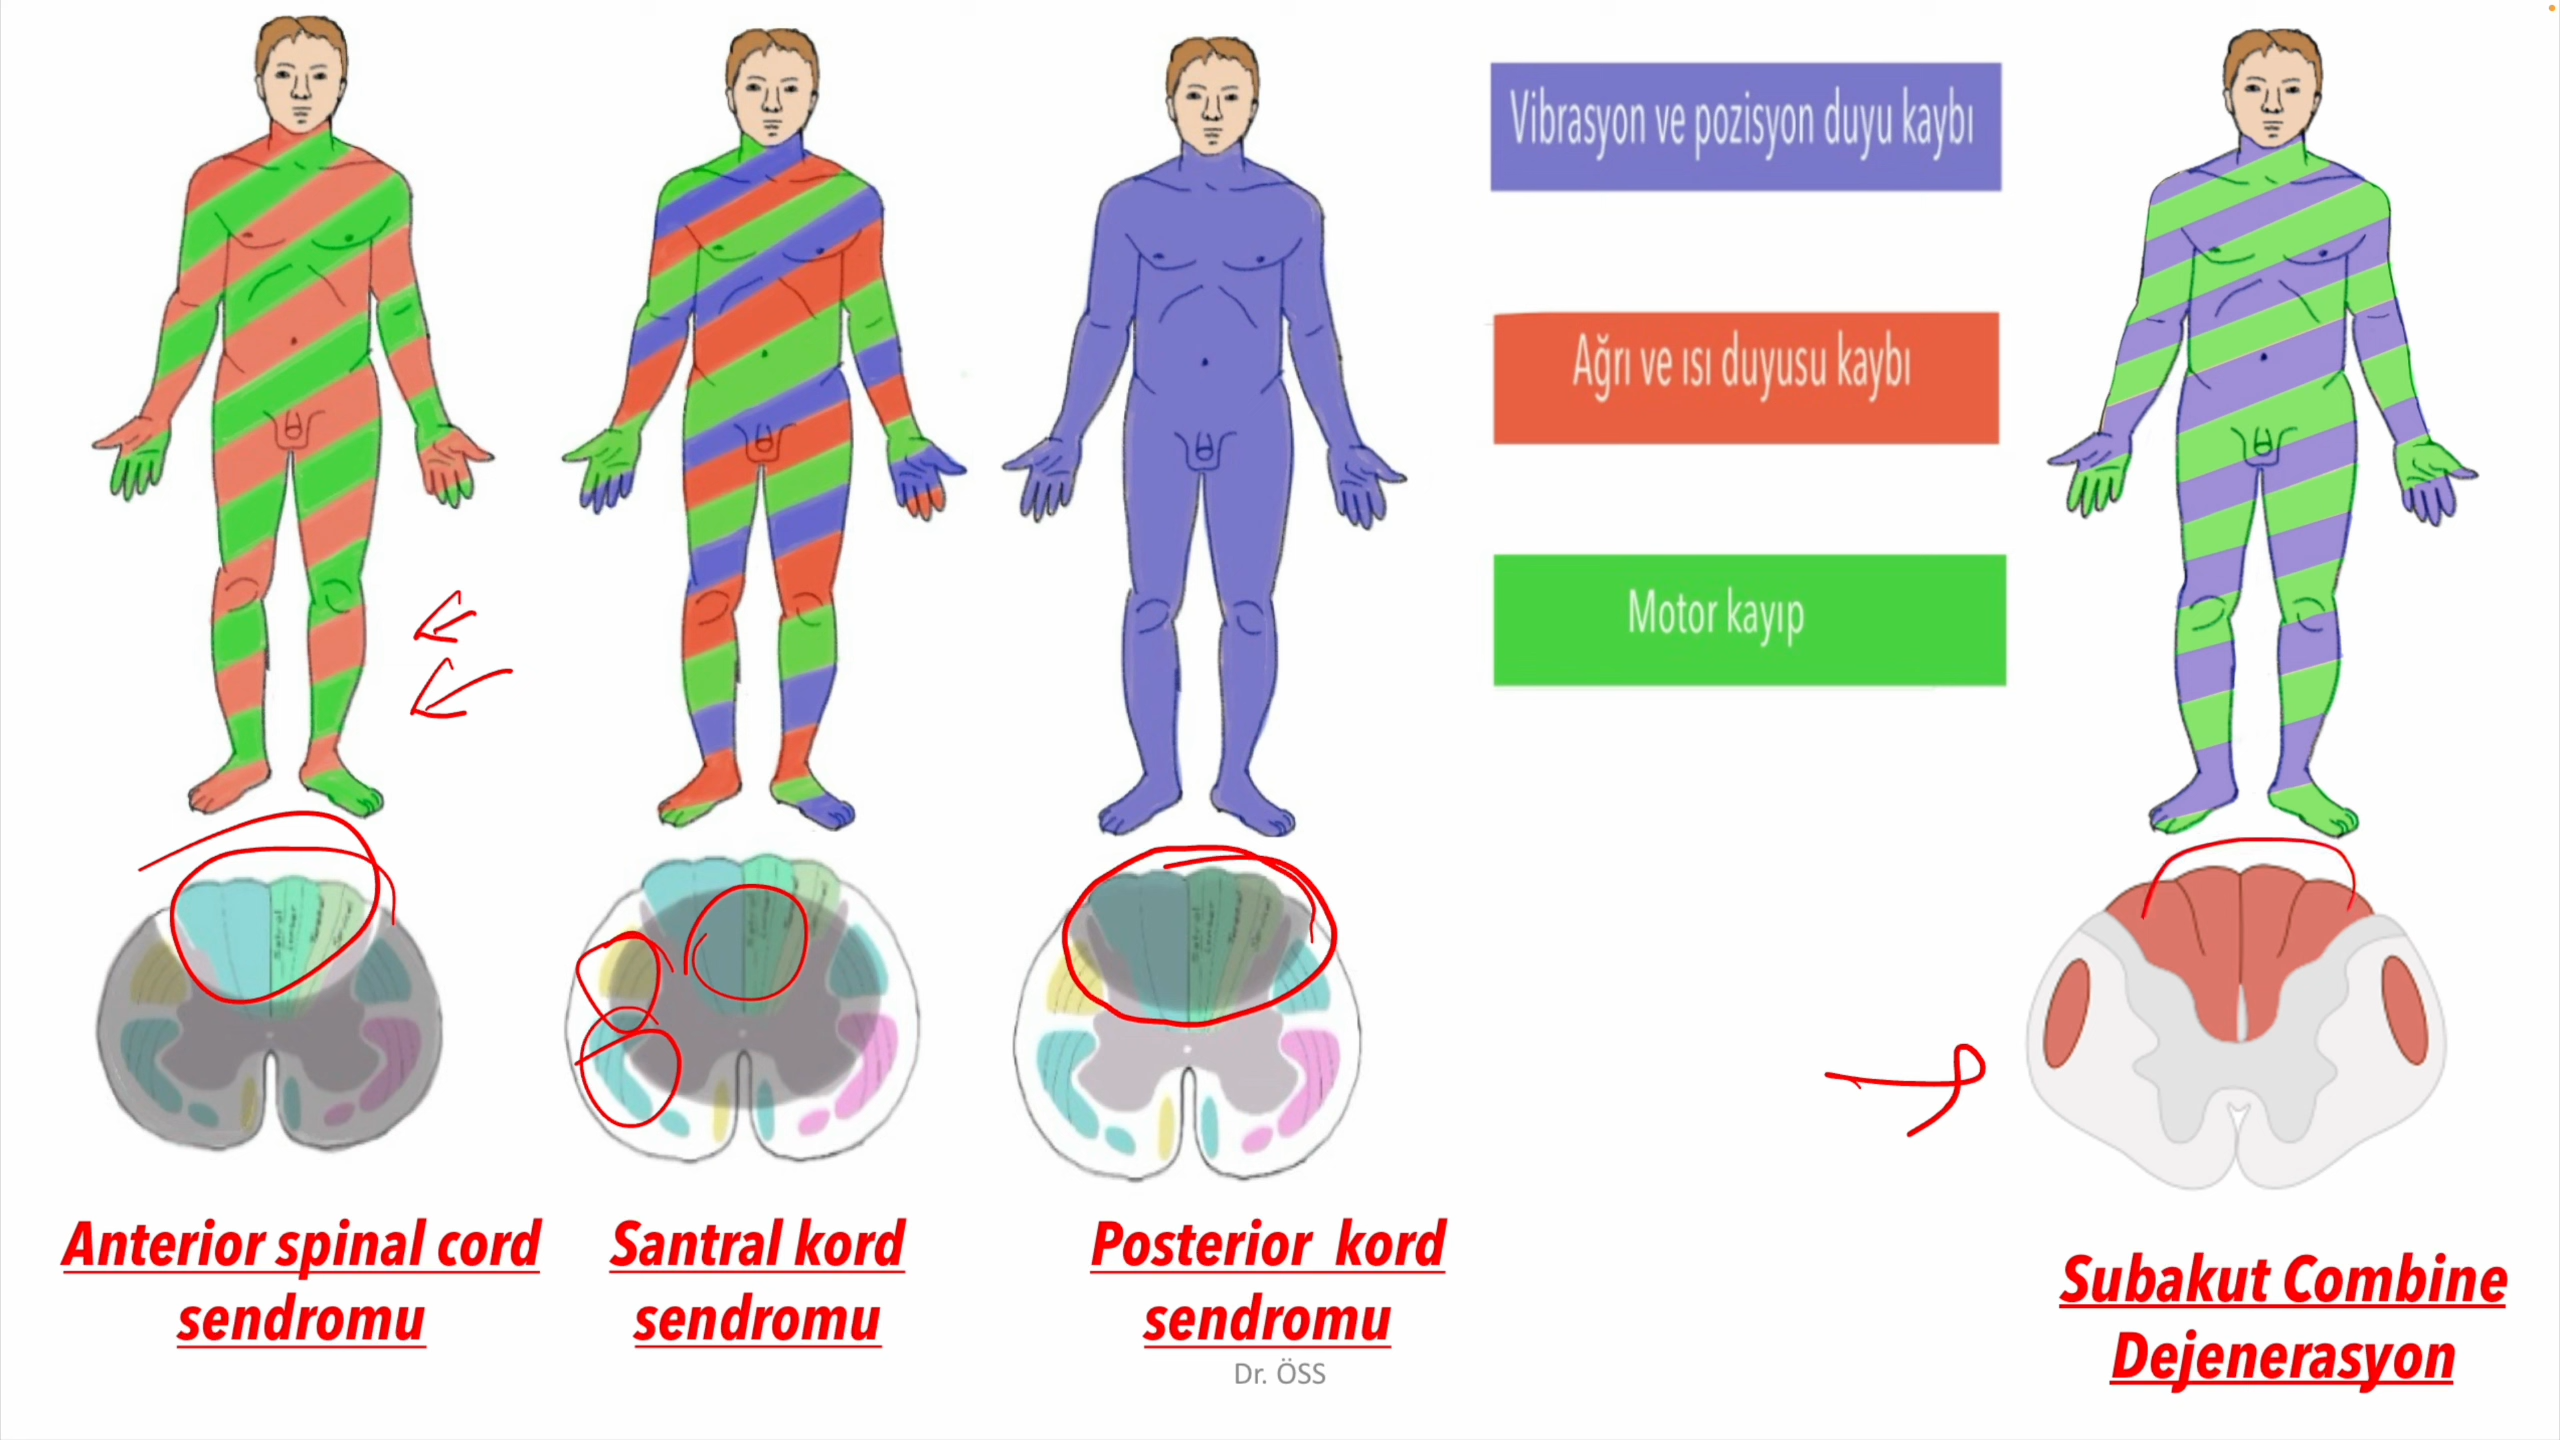 Vibrasyon ve pozisyon duyu kaybı
Ağrı ve ısı duyusu kaybı
Motor kayıp
Anterior spinal cord
sendromu
Santral kord
sendromu
Posterior kord
sendromu
Subakut Combine
Dejenerasyon
Dr. ÖSS